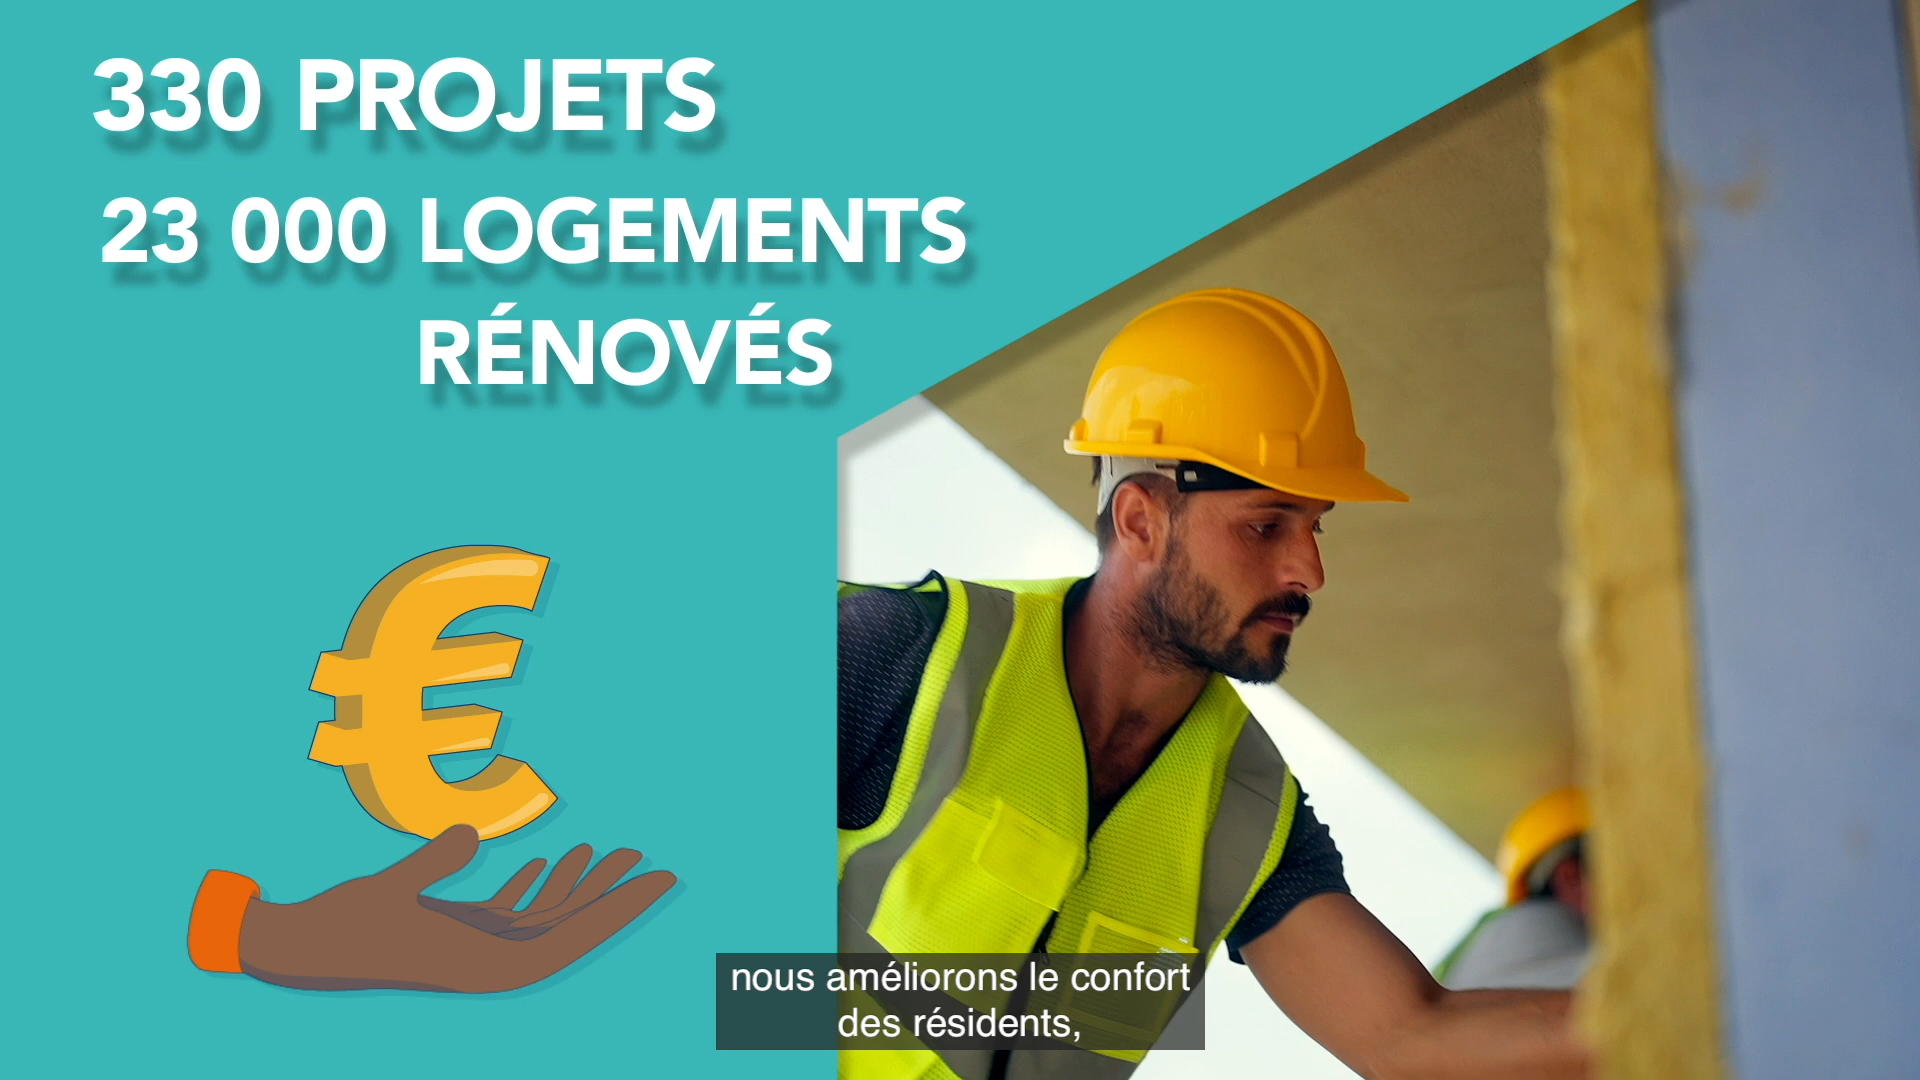 330 PROJETS
23 000 LOGEMENTS
RÉNOVÉS
nous améliorons le confort
des résidents,